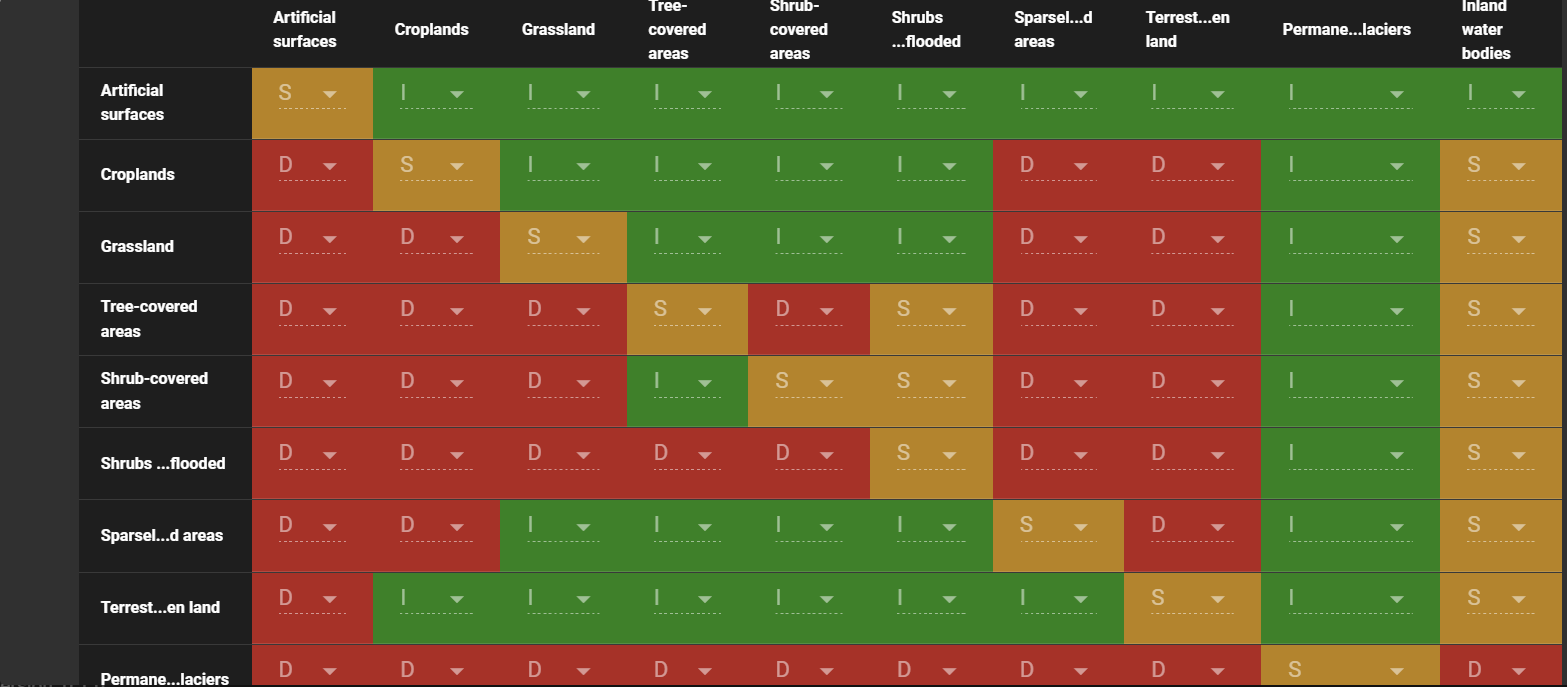 Artificial surfaces Croplands Grassland Tree-covered areas Shrub-covered areas Shrubs ...flooded Sparsel...d areas Terrest...en land Permane...laciers Inland water bodies
Artificial surfaces S I I I I I I I I I
Croplands D S I I I I D D I S
Grassland D D S I I I D D I S
Tree-covered areas D D D S D S D D I S
Shrub-covered areas D D D I S S D D I S
Shrubs ...flooded D D D D D S D D I S
Sparsel...d areas D D I I I I S D I S
Terrest...en land D I I I I I I S I S
Permane...laciers D D D D D D D D S D